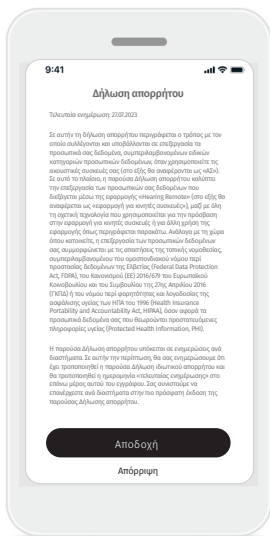 9:41
Δήλωση απορρήτου
Τελευταία ενημέρωση: 27.07.2023
Σε αυτήν τη δήλωση απορρήτου περιγράφεται ο τρόπος με τον
οποίο συλλέγονται και υποβάλλονται σε επεξεργασία τα
προσωπικά σας δεδομένα, συμπεριλαμβανομένων ειδικών
κατηγοριών προσωπικών δεδομένων, όταν χρησιμοποιείτε τις
ακουστικές συσκευές σας (στο εξής θα αναφέρονται ως «ΑΣ»).
Σε αυτό το πλαίσιο, η παρούσα Δήλωση απορρήτου καλύπτει
την επεξεργασία των προσωπικών σας δεδομένων που
διεξάγεται μέσω της εφαρμογής «Hearing Remote» (στο εξής θα
αναφέρεται ως «εφαρμογή για κινητές συσκευές»), μαζί με όλη
τη σχετική τεχνολογία που χρησιμοποιείται για την πρόσβαση
στην εφαρμογή για κινητές συσκευές ή για άλλη χρήση της
εφαρμογής όπως περιγράφεται παρακάτω. Ανάλογα με τη χώρα
όπου κατοικείτε, η επεξεργασία των προσωπικών δεδομένων
σας συμμορφώνεται με τις απαιτήσεις της τοπικής νομοθεσίας,
συμπεριλαμβανομένου του ομοσπονδιακού νόμου περί
προστασίας δεδομένων της Ελβετίας (Federal Data Protection
Act, FDPA), του Κανονισμού (ΕΕ) 2016/679 του Ευρωπαϊκού
Κοινοβουλίου και του Συμβουλίου της 27ης Απριλίου 2016
(ΓΚΠΔ) ή του νόμου περί φορητότητας και λογοδοσίας της
ασφάλισης υγείας των ΗΠΑ του 1996 (Health Insurance
Portability and Accountability Act, HIPAA), όσον αφορά τα
προσωπικά δεδομένα σας που θεωρούνται προστατευόμενες
πληροφορίες υγείας (Protected Health Information, PHI).
Η παρούσα Δήλωση απορρήτου υπόκειται σε ενημερώσεις ανά
διαστήματα. Σε αυτήν την περίπτωση, θα σας ενημερώσουμε ότι
έχει τροποποιηθεί η παρούσα Δήλωση ιδιωτικού απορρήτου και
θα τροποποιηθεί η ημερομηνία «τελευταίας ενημέρωσης» στο
επάνω μέρος αυτού του εγγράφου. Σας συνιστούμε να
επανέρχεστε ανά διαστήματα στην πιο πρόσφατη έκδοση της
παρούσας Δήλωσης απορρήτου.
Αποδοχή
Απόρριψη